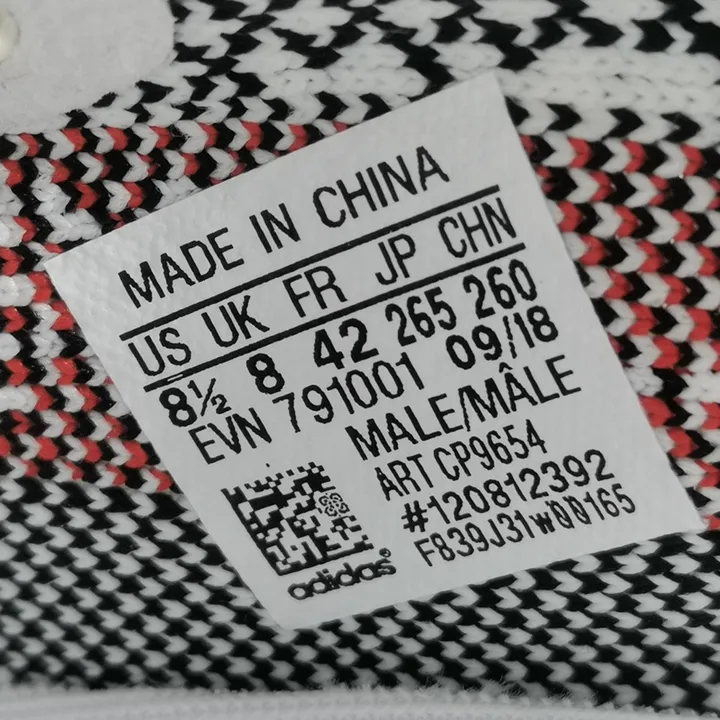 MADE IN CHINA
US UK FR JP CHN
8½ 8 42 265 260
EVN 791001 09/18
MALE/MÂLE
ART CP9654
#120812392
F839J31w00165
adidas®